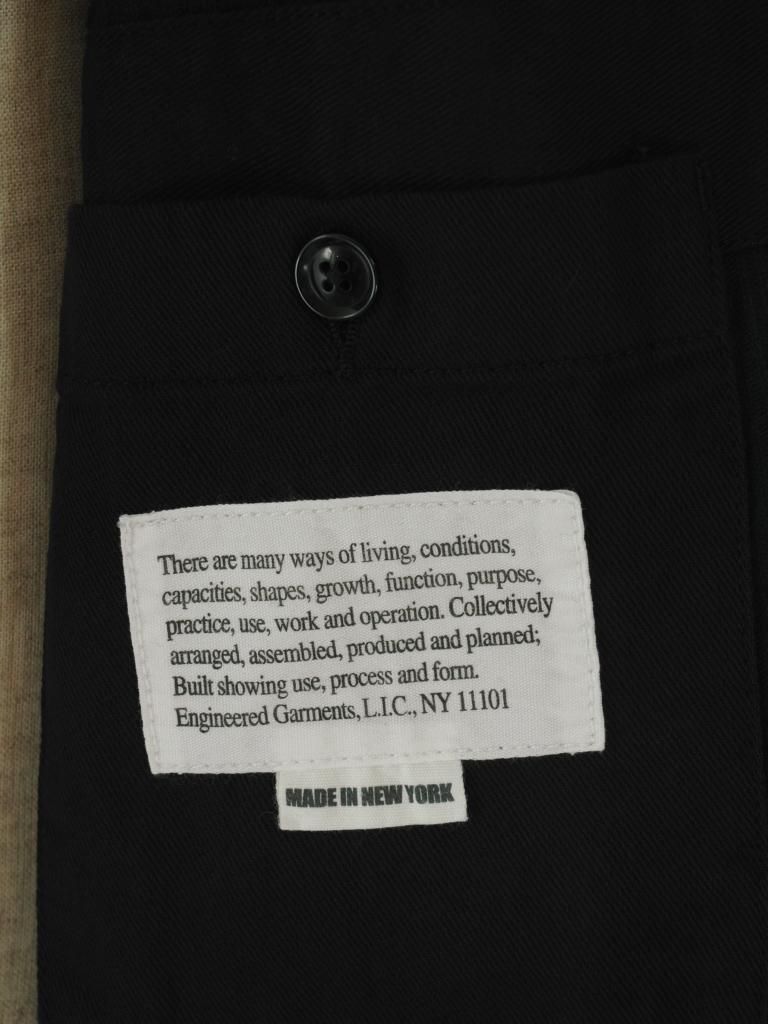 There are many ways of living, conditions,
capacities, shapes, growth, function, purpose,
practice, use, work and operation. Collectively
arranged, assembled, produced and planned;
Built showing use, process and form.
Engineered Garments, L.I.C., NY 11101
MADE IN NEW YORK